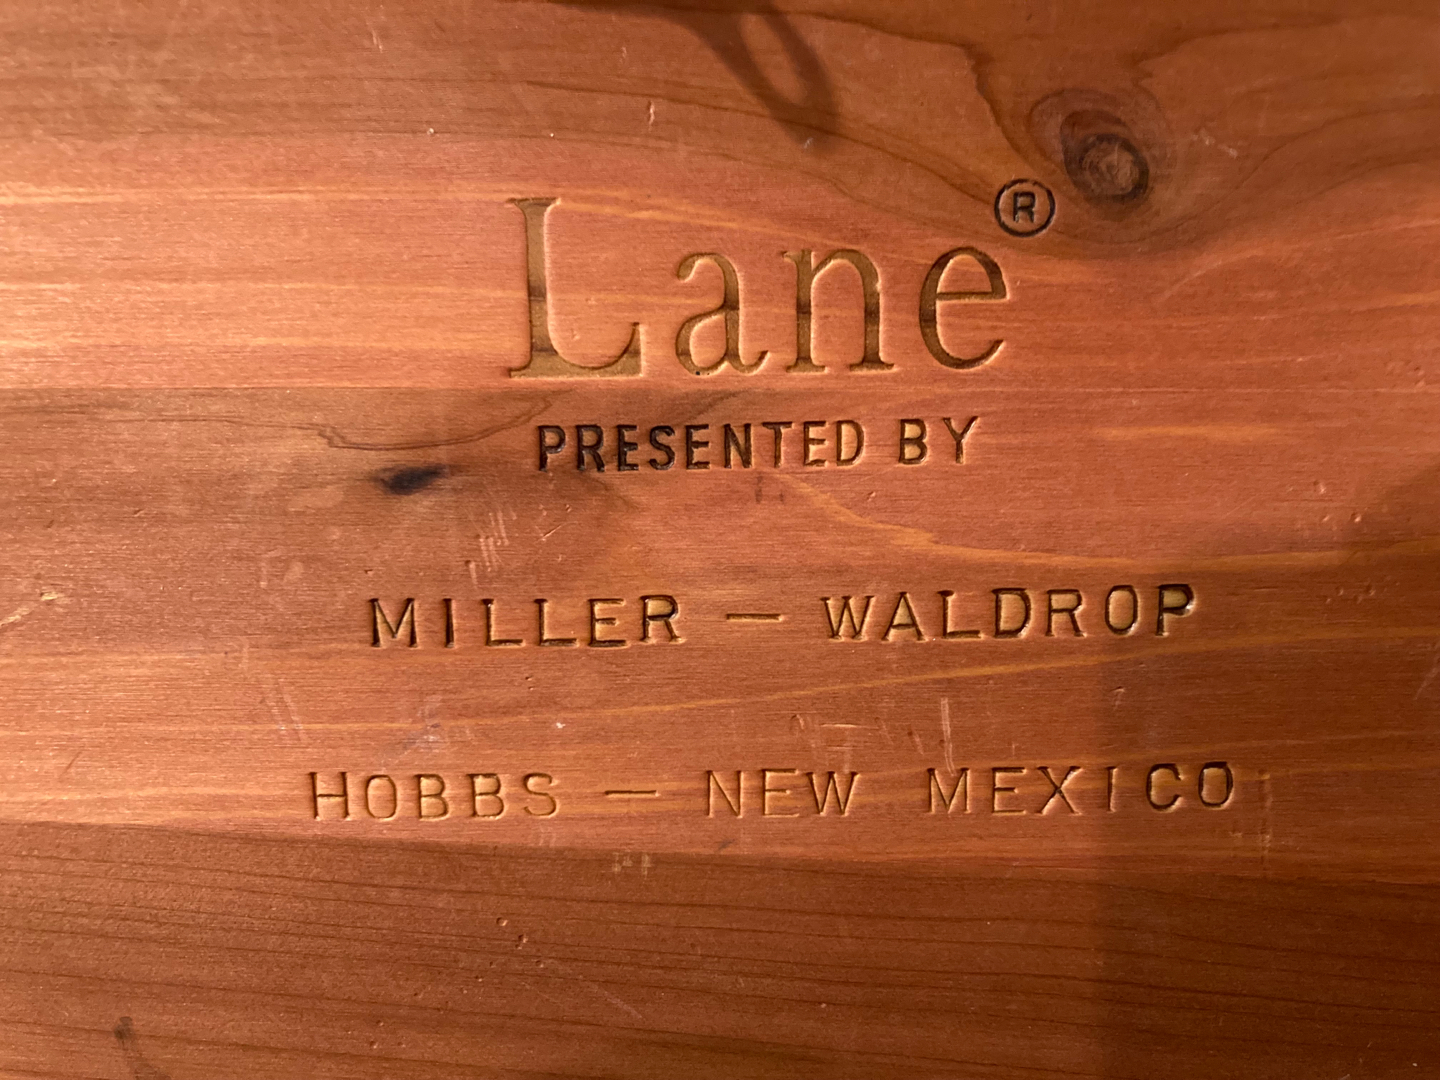 Lane®
PRESENTED BY
MILLER — WALDROP
HOBBS — NEW MEXICO